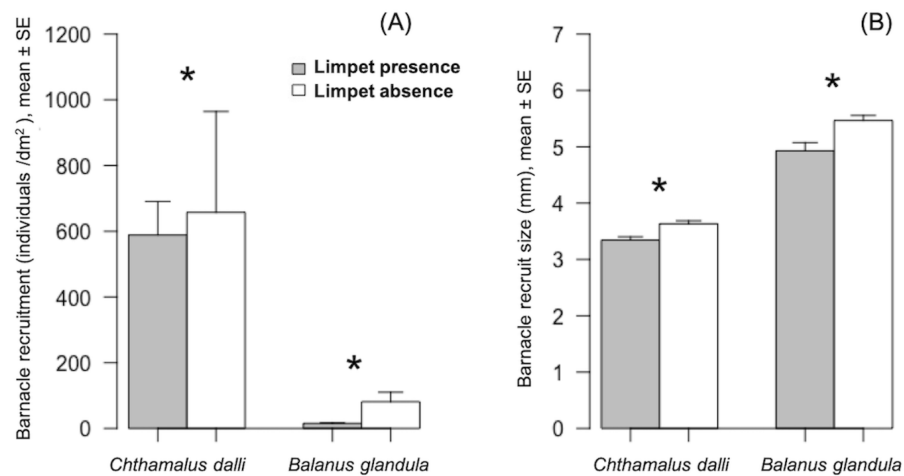 (A)
Barnacle recruitment (individuals /dm²), mean ± SE
1200
1000
800
600
400
200
0
*
*
Limpet presence
Limpet absence
Chthamalus dalli
Balanus glandula
(B)
Barnacle recruit size (mm), mean ± SE
7
6
5
4
3
2
1
0
*
*
Chthamalus dalli
Balanus glandula